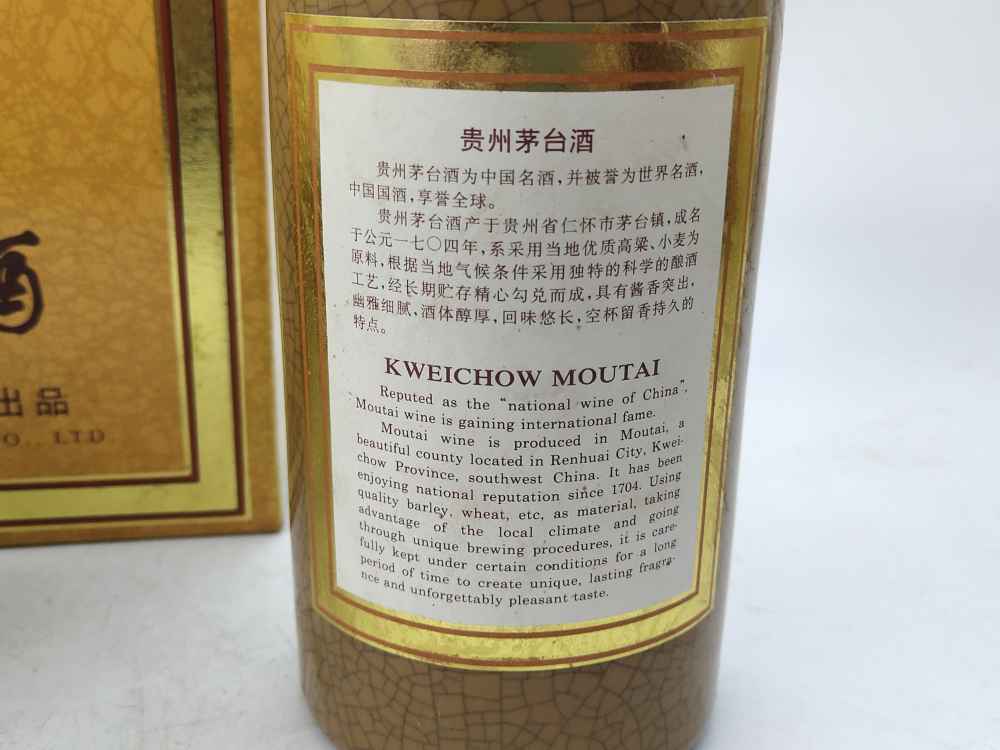 酒
出品
CO., LTD
贵州茅台酒
贵州茅台酒为中国名酒,并被誉为世界名酒,
中国国酒,享誉全球。
贵州茅台酒产于贵州省仁怀市茅台镇,成名
于公元一七〇四年,系采用当地优质高粱、小麦为
原料,根据当地气候条件采用独特的科学的酿酒
工艺,经长期贮存精心勾兑而成,具有酱香突出,
幽雅细腻,酒体醇厚,回味悠长,空杯留香持久的
特点。
KWEICHOW MOUTAI
Reputed as the "national wine of China",
Moutai wine is gaining international fame.
Moutai wine is produced in Moutai, a
beautiful county located in Renhuai City, Kwei-
chow Province, southwest China. It has been
enjoying national reputation since 1704. Using
quality barley, wheat, etc, as material, taking
advantage of the local climate and going
through unique brewing procedures, it is care-
fully kept under certain conditions for a long
period of time to create unique, lasting fragra-
nce and unforgettably pleasant taste.